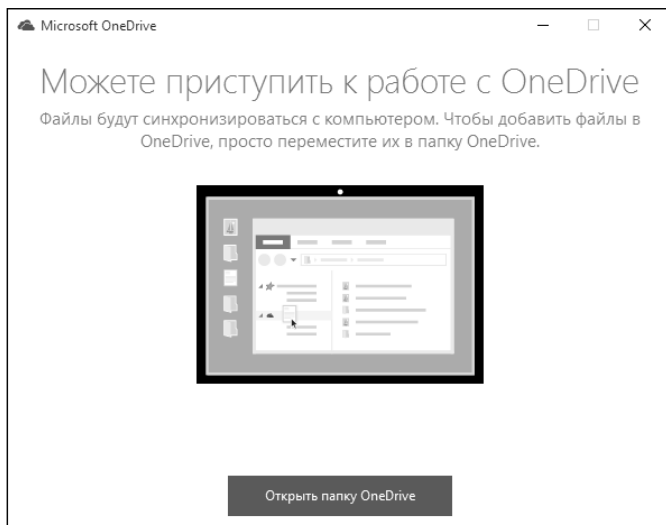 Microsoft OneDrive
Можете приступить к работе с OneDrive
Файлы будут синхронизироваться с компьютером. Чтобы добавить файлы в
OneDrive, просто переместите их в папку OneDrive.
Открыть папку OneDrive